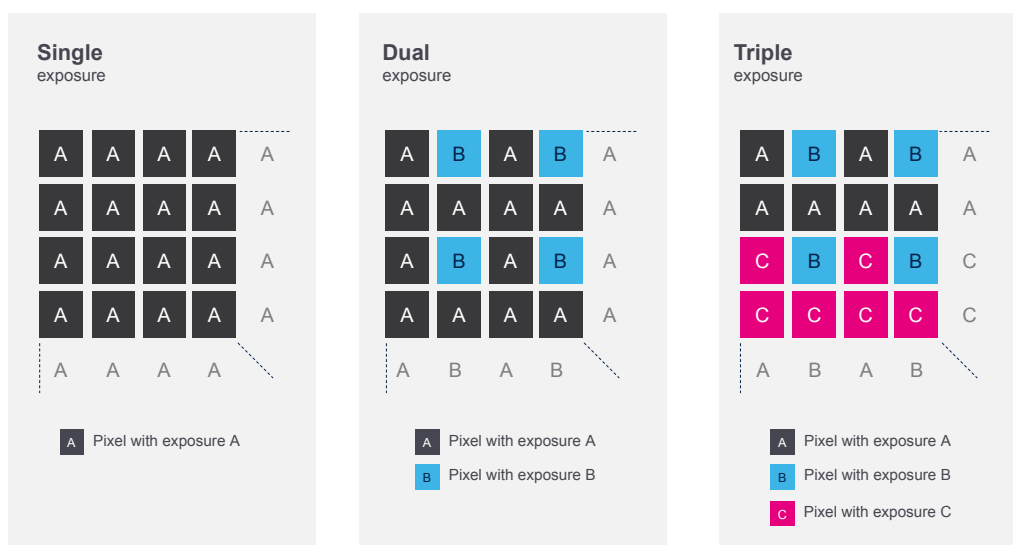 Single
exposure
A A A A A
A A A A A
A A A A A
A A A A A
A A A A
A Pixel with exposure A
Dual
exposure
A B A B A
A A A A A
A B A B A
A A A A A
A B A B
A Pixel with exposure A
B Pixel with exposure B
Triple
exposure
A B A B A
A A A A A
C B C B C
C C C C C
A B A B
A Pixel with exposure A
B Pixel with exposure B
C Pixel with exposure C